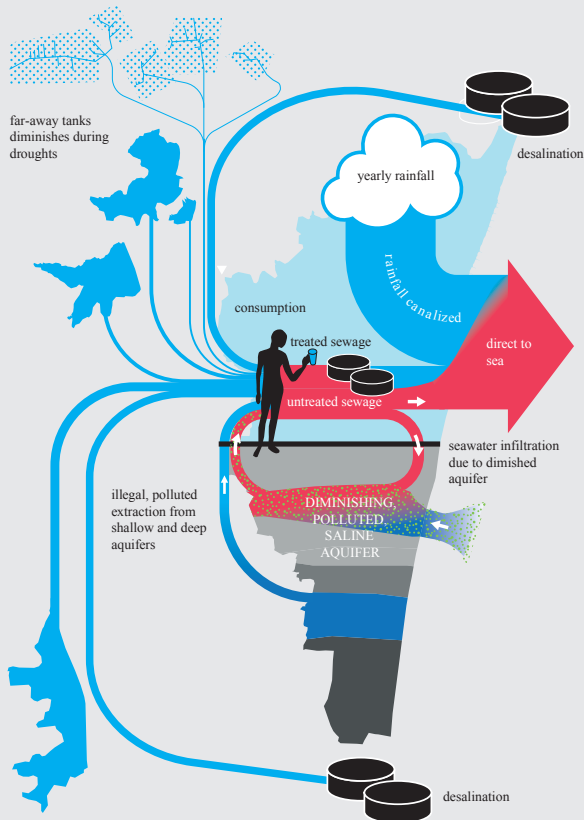 far-away tanks
diminishes during
droughts
desalination
yearly rainfall
rainfall canalized
consumption
treated sewage
direct to
sea
untreated sewage
seawater infiltration
due to dimished
aquifer
illegal, polluted
extraction from
shallow and deep
aquifers
DIMINISHING,
POLLUTED,
SALINE
AQUIFER
desalination